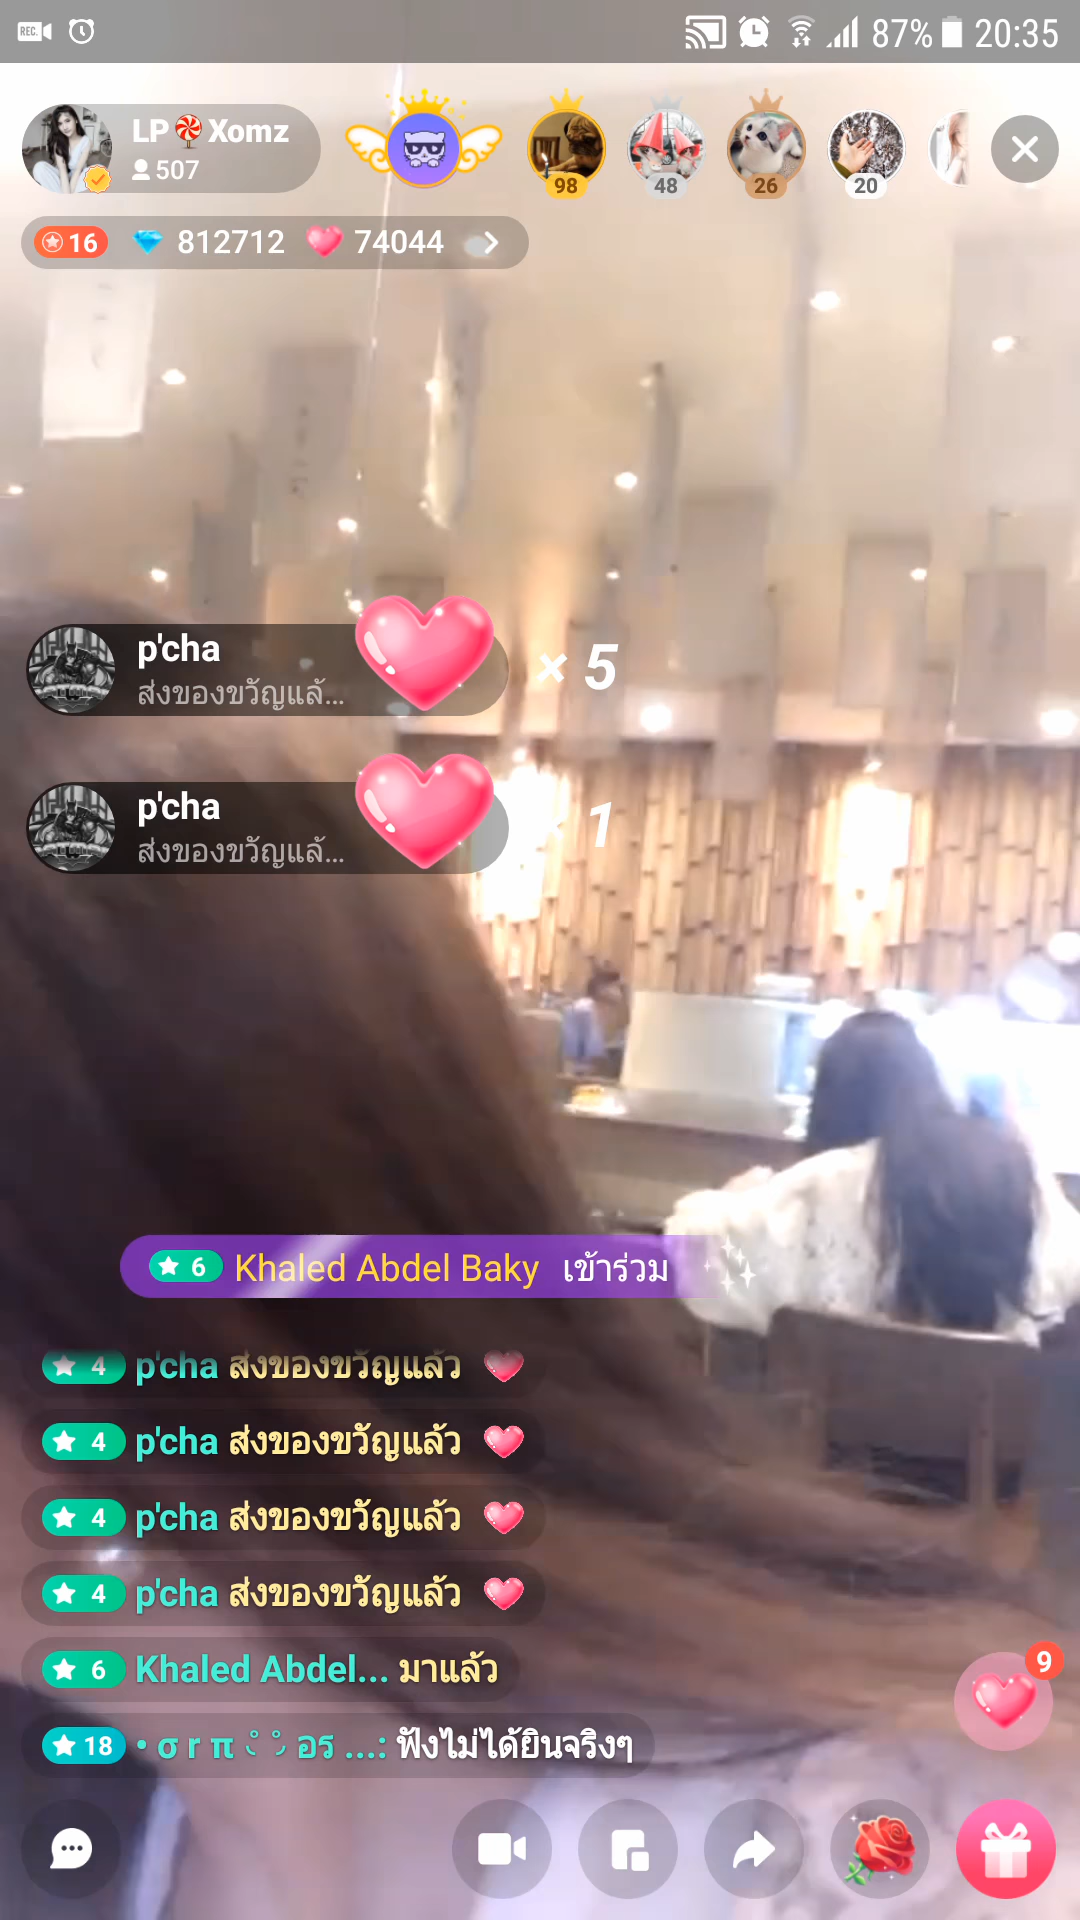 REC.
87% 20:35
LP Xomz
507
98
48
26
20
16 812712 74044
p'cha
ส่งของขวัญแล้...
× 5
p'cha
ส่งของขวัญแล้...
× 1
6 Khaled Abdel Baky เข้าร่วม
4 p'cha ส่งของขวัญแล้ว
4 p'cha ส่งของขวัญแล้ว
4 p'cha ส่งของขวัญแล้ว
4 p'cha ส่งของขวัญแล้ว
6 Khaled Abdel... มาแล้ว
9
18 • σ r π อร ...: ฟังไม่ได้ยินจริงๆ